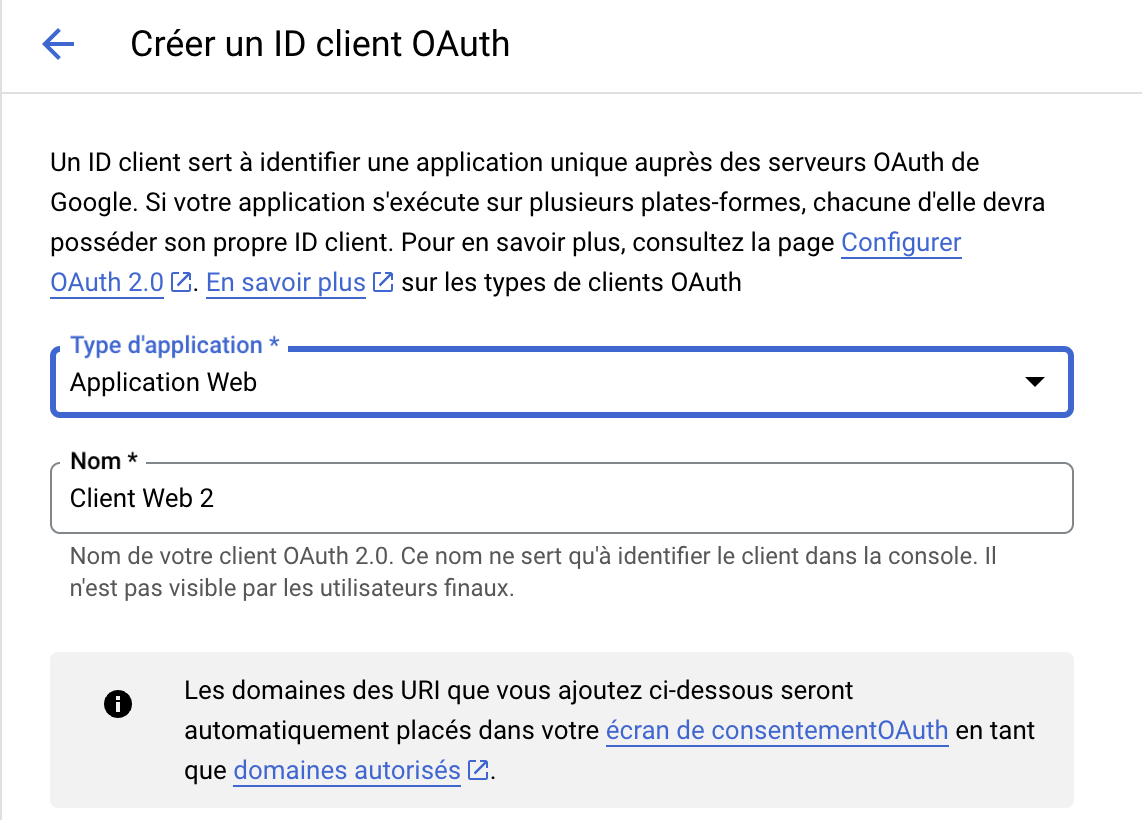 Créer un ID client OAuth
Un ID client sert à identifier une application unique auprès des serveurs OAuth de
Google. Si votre application s'exécute sur plusieurs plates-formes, chacune d'elle devra
posséder son propre ID client. Pour en savoir plus, consultez la page Configurer
OAuth 2.0. En savoir plus sur les types de clients OAuth
Type d'application *
Application Web
Nom *
Client Web 2
Nom de votre client OAuth 2.0. Ce nom ne sert qu'à identifier le client dans la console. Il
n'est pas visible par les utilisateurs finaux.
Les domaines des URI que vous ajoutez ci-dessous seront
automatiquement placés dans votre écran de consentementOAuth en tant
que domaines autorisés.